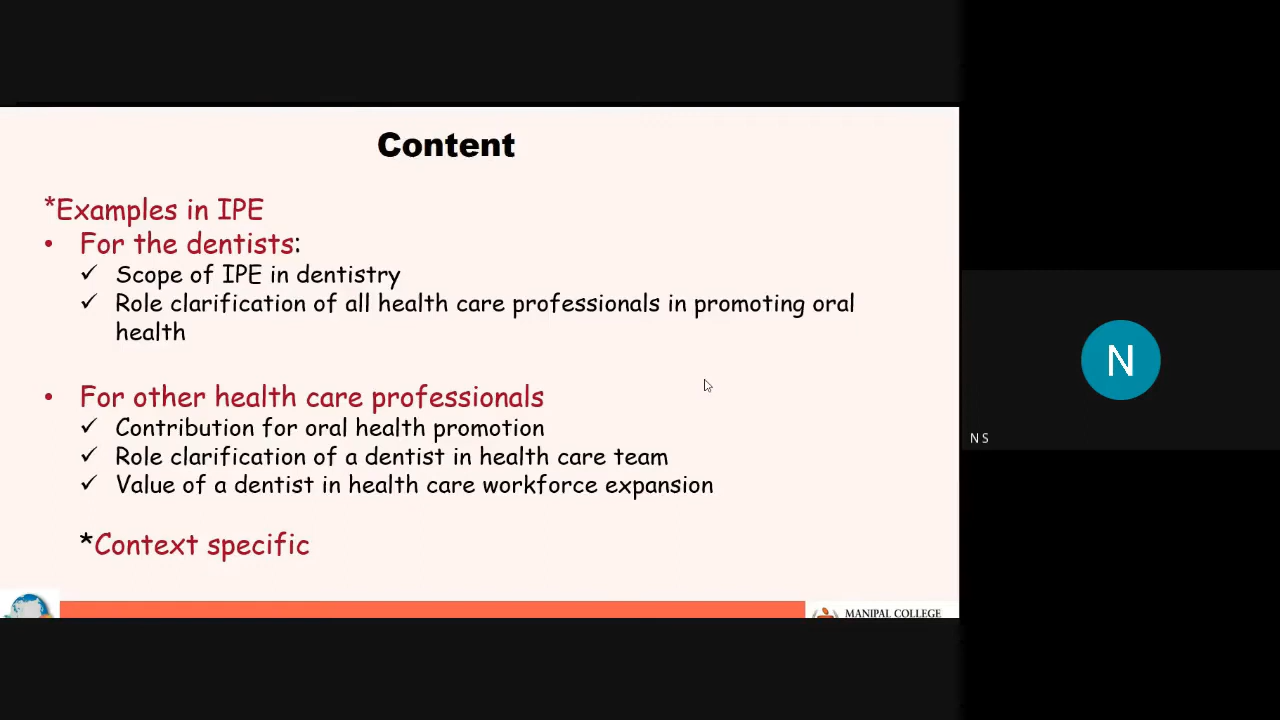 Content
*Examples in IPE
• For the dentists:
✓ Scope of IPE in dentistry
✓ Role clarification of all health care professionals in promoting oral
health
• For other health care professionals
✓ Contribution for oral health promotion
✓ Role clarification of a dentist in health care team
✓ Value of a dentist in health care workforce expansion
*Context specific
MANIPAL COLLEGE
N
N S